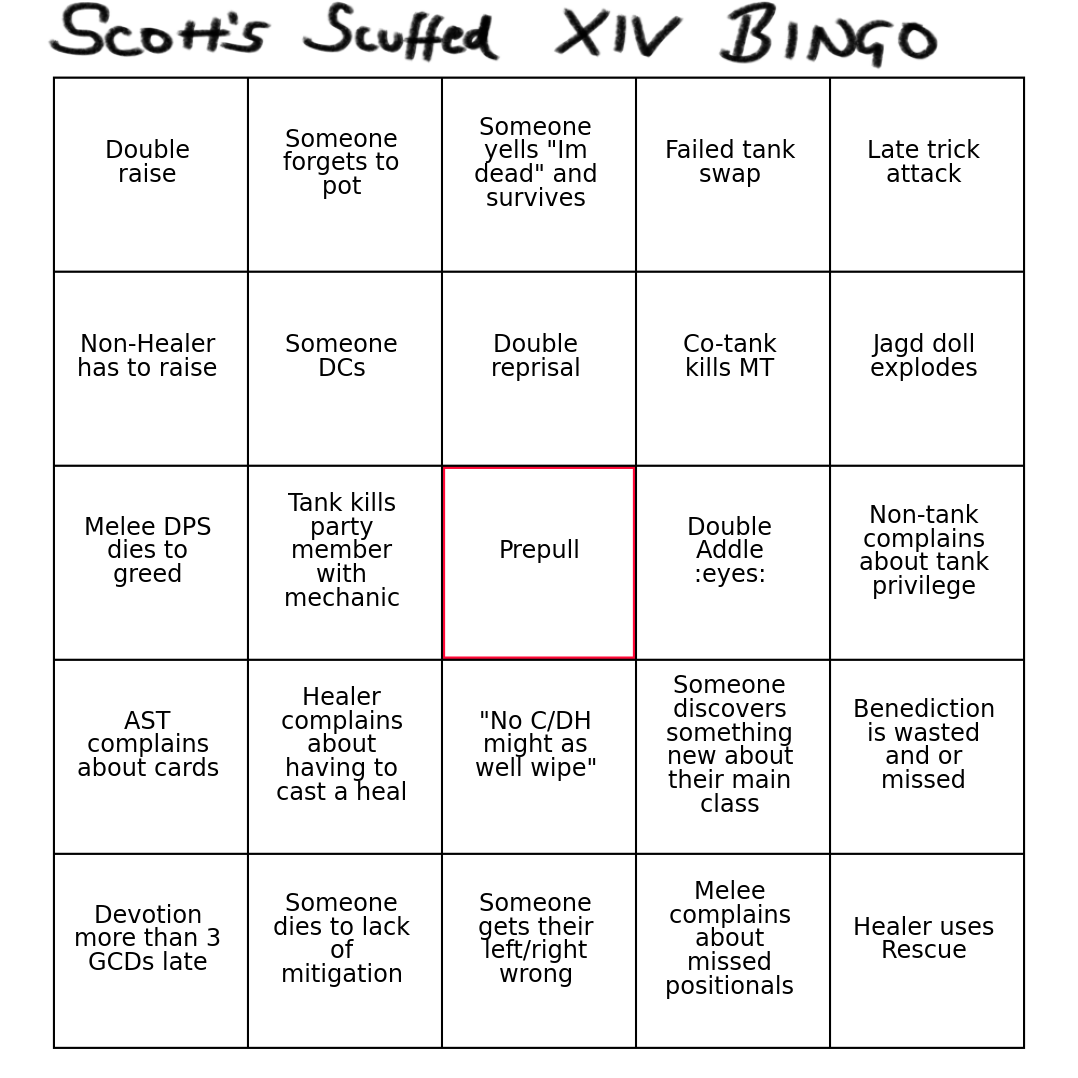 Scott's Scuffed XIV BINGO
Double
raise
Someone
forgets to
pot
Someone
yells "Im
dead" and
survives
Failed tank
swap
Late trick
attack
Non-Healer
has to raise
Someone
DCs
Double
reprisal
Co-tank
kills MT
Jagd doll
explodes
Melee DPS
dies to
greed
Tank kills
party
member
with
mechanic
Prepull
Double
Addle
:eyes:
Non-tank
complains
about tank
privilege
AST
complains
about cards
Healer
complains
about
having to
cast a heal
"No C/DH
might as
well wipe"
Someone
discovers
something
new about
their main
class
Benediction
is wasted
and or
missed
Devotion
more than 3
GCDs late
Someone
dies to lack
of
mitigation
Someone
gets their
left/right
wrong
Melee
complains
about
missed
positionals
Healer uses
Rescue